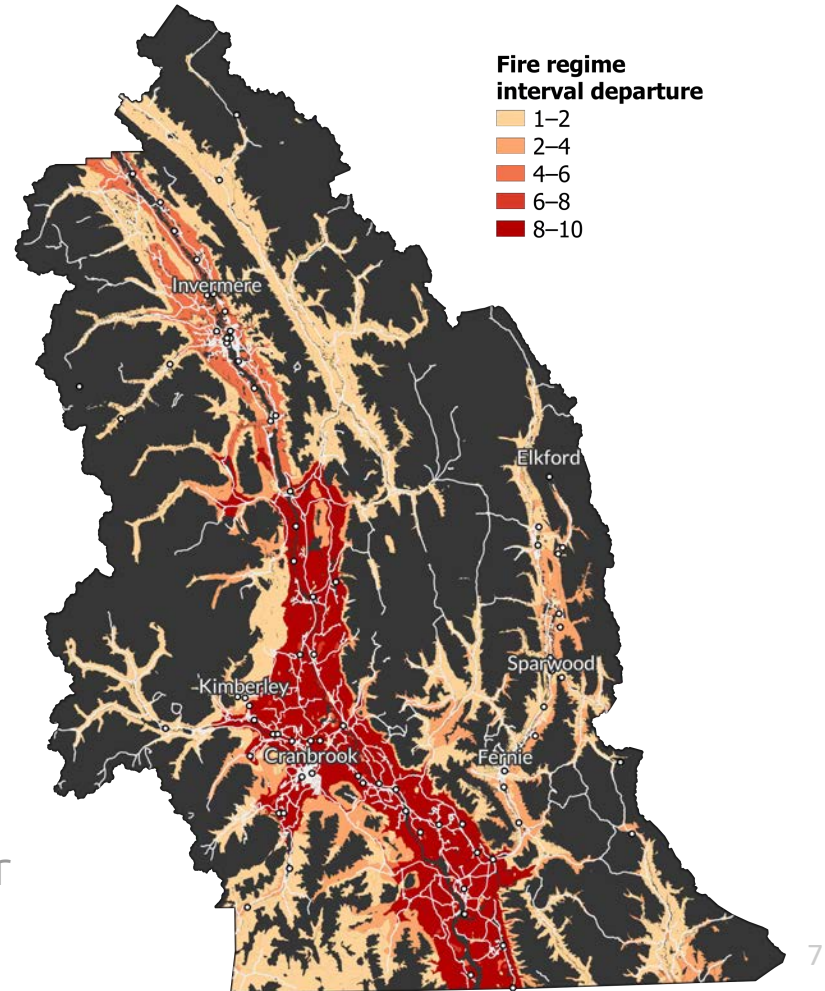 Fire regime
interval departure
1–2
2–4
4–6
6–8
8–10
Invermere
Elkford
Sparwood
Kimberley
Cranbrook
Fernie
r
7